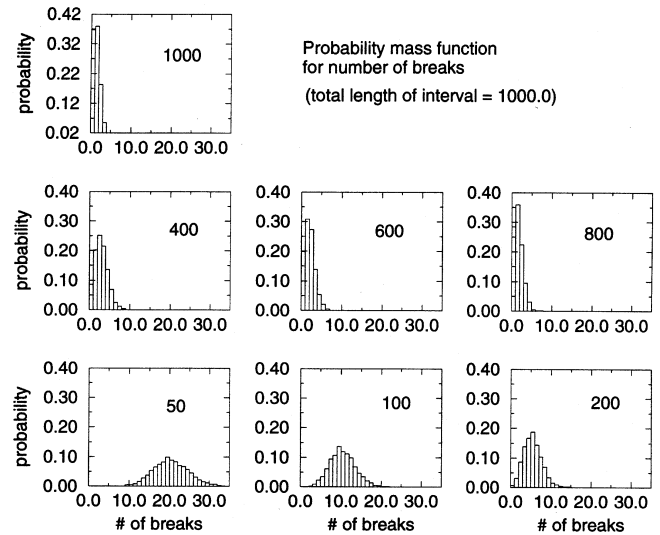 0.42
0.32
0.22
0.12
0.02
probability
1000
0.0 10.0 20.0 30.0
Probability mass function
for number of breaks
(total length of interval = 1000.0)
0.40
0.30
0.20
0.10
0.00
probability
400
0.0 10.0 20.0 30.0
0.40
0.30
0.20
0.10
0.00
600
0.0 10.0 20.0 30.0
0.40
0.30
0.20
0.10
0.00
800
0.0 10.0 20.0 30.0
0.40
0.30
0.20
0.10
0.00
probability
50
0.0 10.0 20.0 30.0
# of breaks
0.40
0.30
0.20
0.10
0.00
100
0.0 10.0 20.0 30.0
# of breaks
0.40
0.30
0.20
0.10
0.00
200
0.0 10.0 20.0 30.0
# of breaks